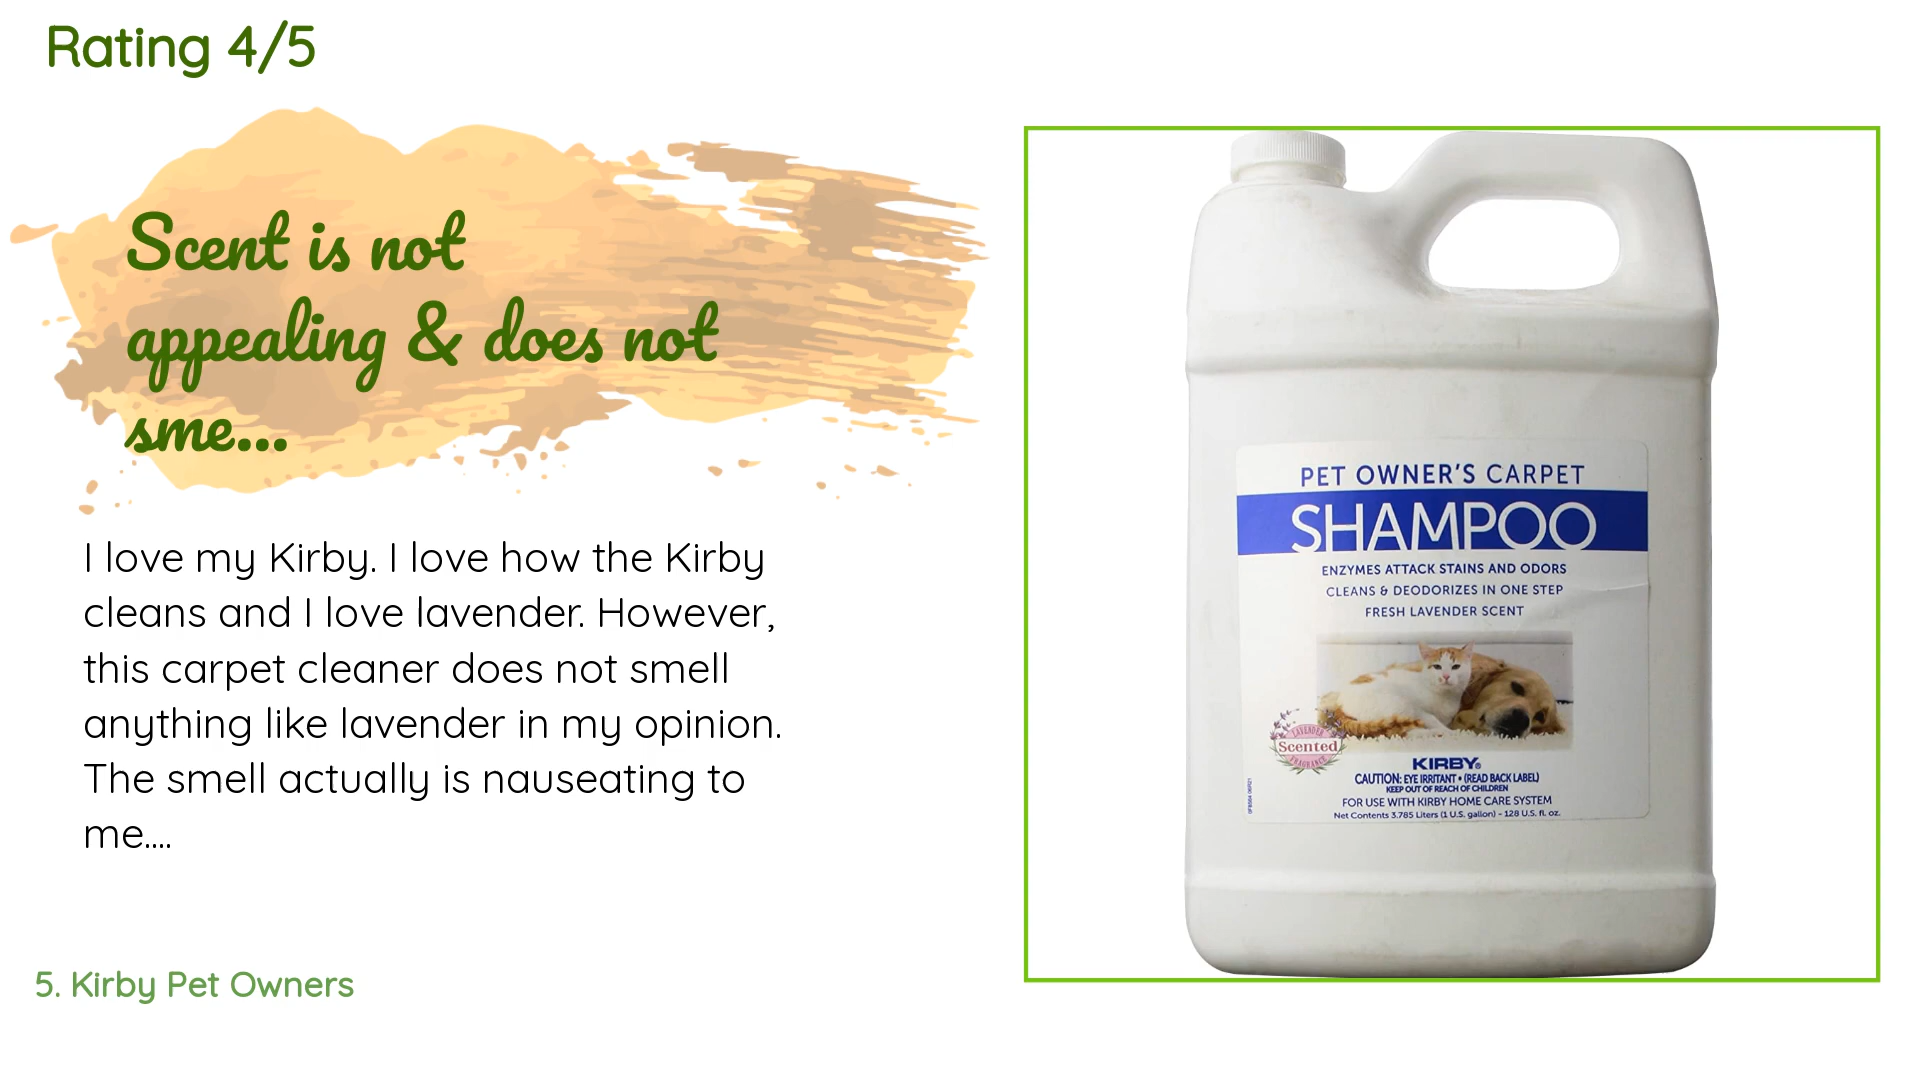 Rating 4/5
Scent is not
appealing & does not
sme...
I love my Kirby. I love how the Kirby
cleans and I love lavender. However,
this carpet cleaner does not smell
anything like lavender in my opinion.
The smell actually is nauseating to
me....
5. Kirby Pet Owners
PET OWNER'S CARPET
SHAMPOO
ENZYMES ATTACK STAINS AND ODORS
CLEANS & DEODORIZES IN ONE STEP
FRESH LAVENDER SCENT
LAVENDER
Scented
FRAGRANCE
KIRBY®
CAUTION: EYE IRRITANT • (READ BACK LABEL)
KEEP OUT OF REACH OF CHILDREN
FOR USE WITH KIRBY HOME CARE SYSTEM
Net Contents 3.785 Liters (1 U.S. gallon) - 128 U.S. fl. oz.